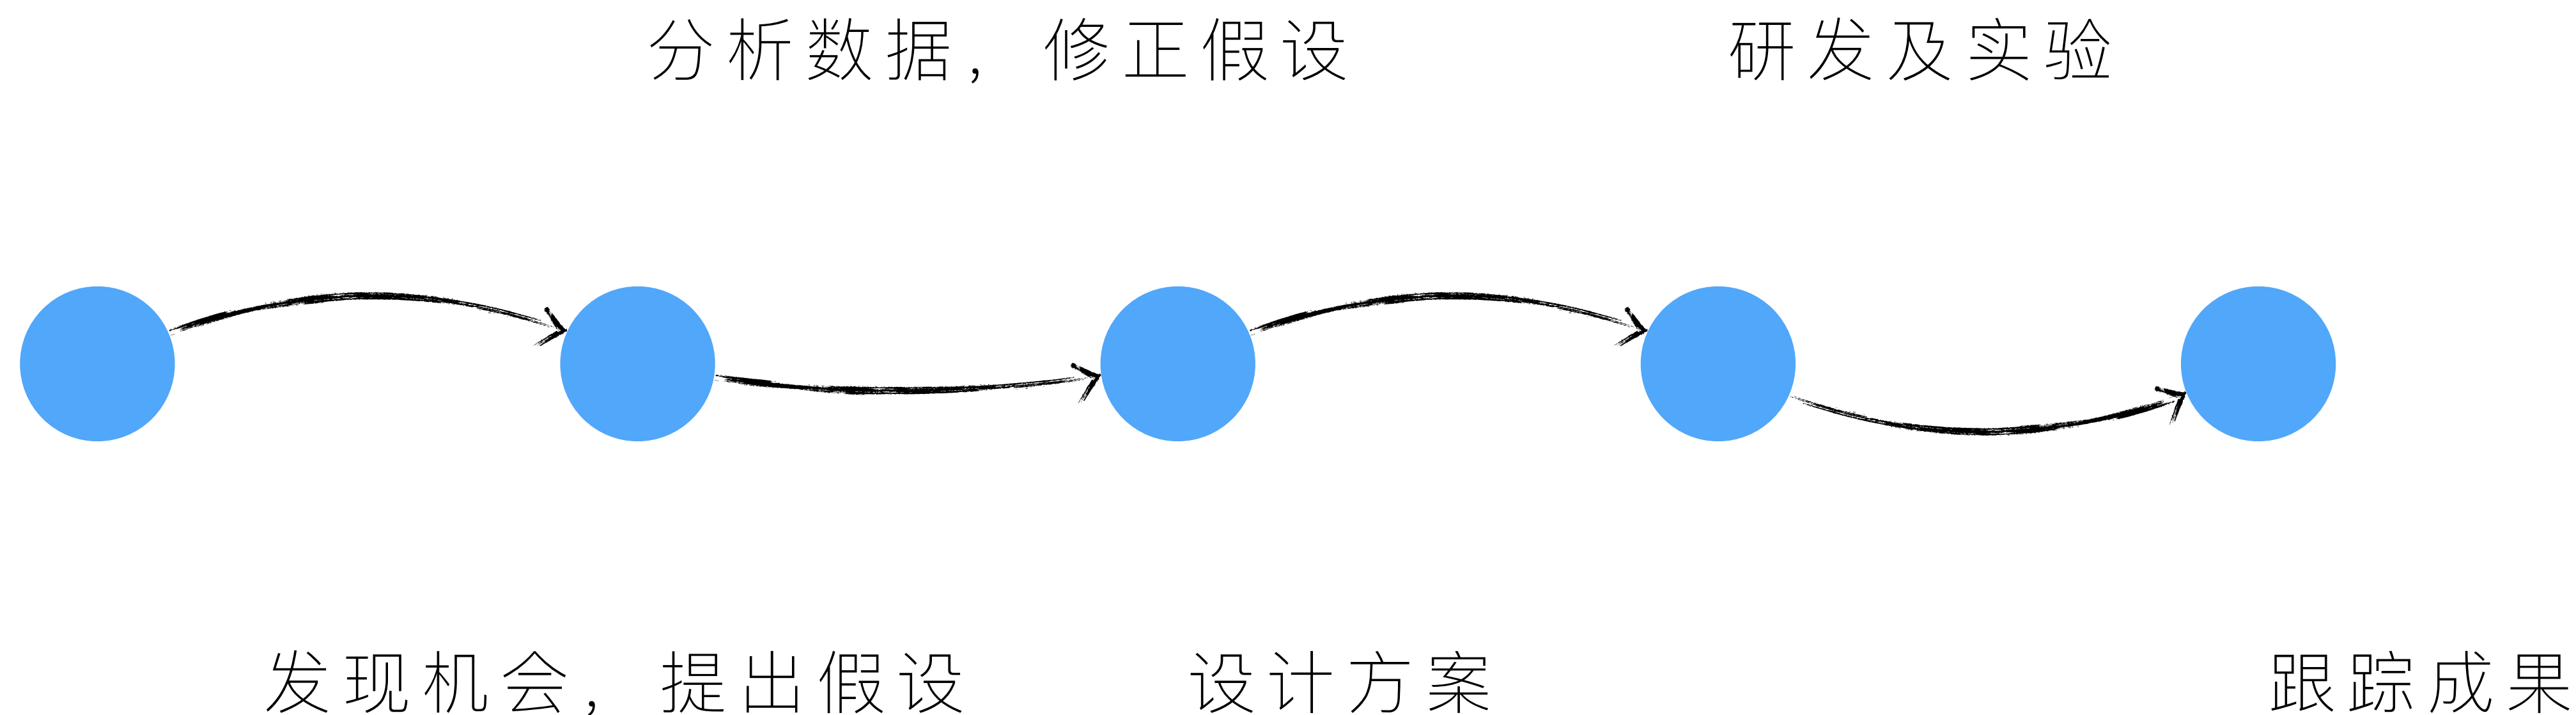 分析数据，修正假设
研发及实验
发现机会，提出假设
设计方案
跟踪成果